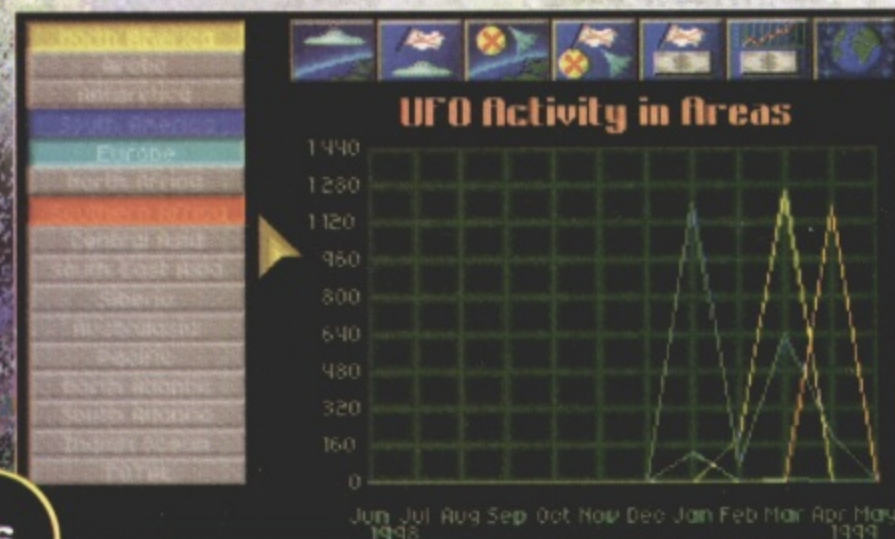 UFO Activity in Areas
North America
Arctic
Antarctica
South America
Europe
North Africa
Southern Africa
Central Asia
South East Asia
Siberia
Australasia
Pacific
North Atlantic
South Atlantic
Indian Ocean
1440
1280
1120
960
800
640
480
320
160
0
Jun Jul Aug Sep Oct Nov Dec Jan Feb Mar Apr May
1998 1999